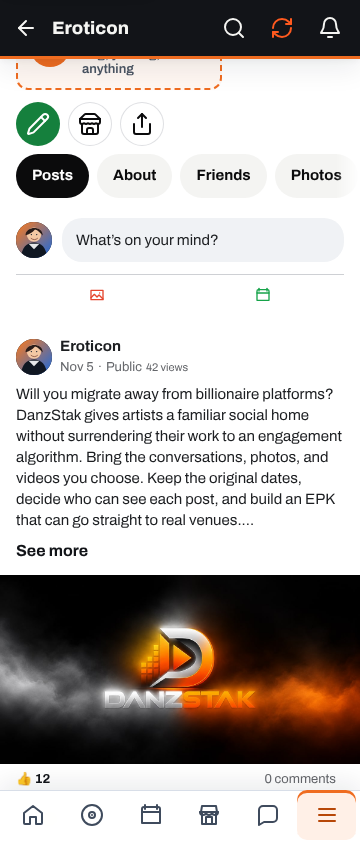 Eroticon
anything
Posts
About
Friends
Photos
What's on your mind?
Eroticon
Nov 5 · Public 42 views
Will you migrate away from billionaire platforms?
DanzStak gives artists a familiar social home
without surrendering their work to an engagement
algorithm. Bring the conversations, photos, and
videos you choose. Keep the original dates,
decide who can see each post, and build an EPK
that can go straight to real venues....
See more
DANZSTAK
👍 12
0 comments